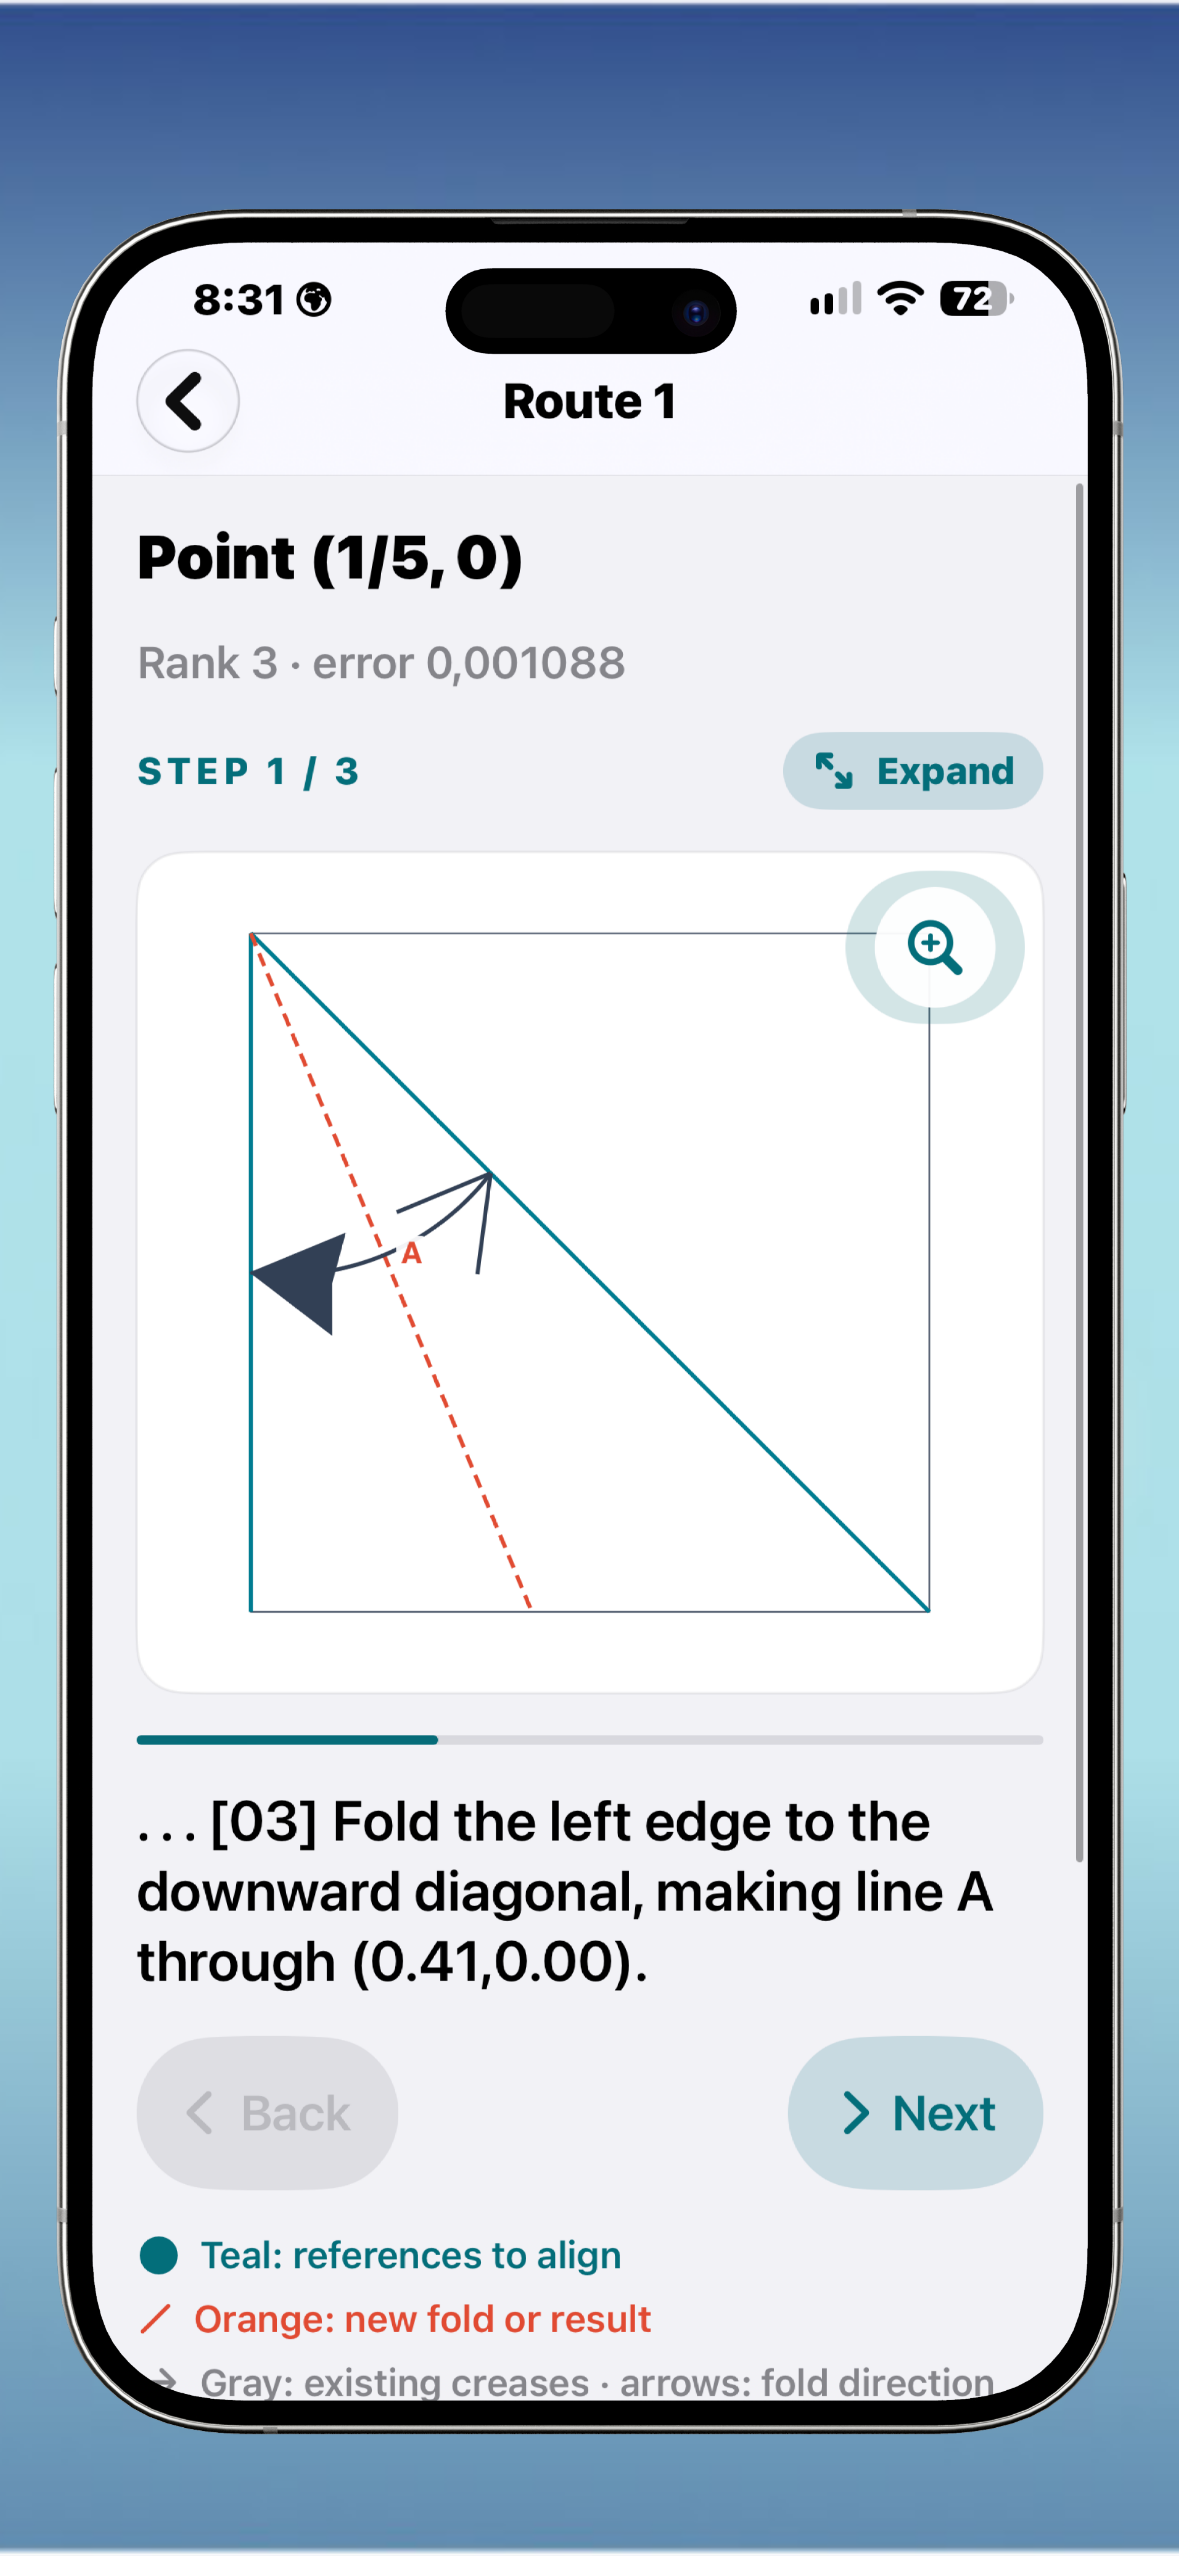 8:31
72
Route 1
Point (1/5, 0)
Rank 3 · error 0,001088
STEP 1 / 3
Expand
A
... [03] Fold the left edge to the
downward diagonal, making line A
through (0.41,0.00).
Back
Next
Teal: references to align
Orange: new fold or result
Gray: existing creases · arrows: fold direction